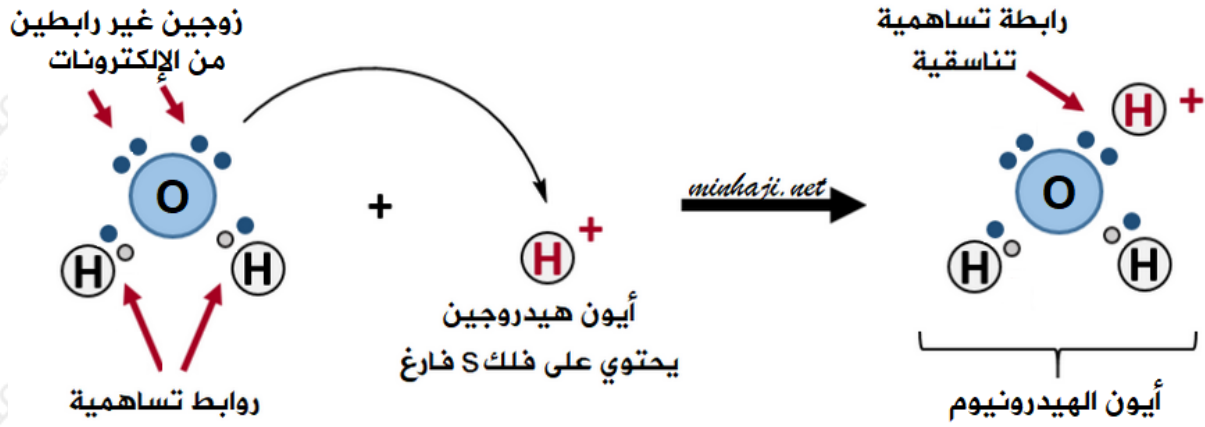 زوجين غير رابطين
من الإلكترونات
رابطة تساهمية
تناسقية
O
H
H
+
H +
minhaji.net
O
H +
H
H
أيون هيدروجين
يحتوي على فلك S فارغ
روابط تساهمية
أيون الهيدرونيوم